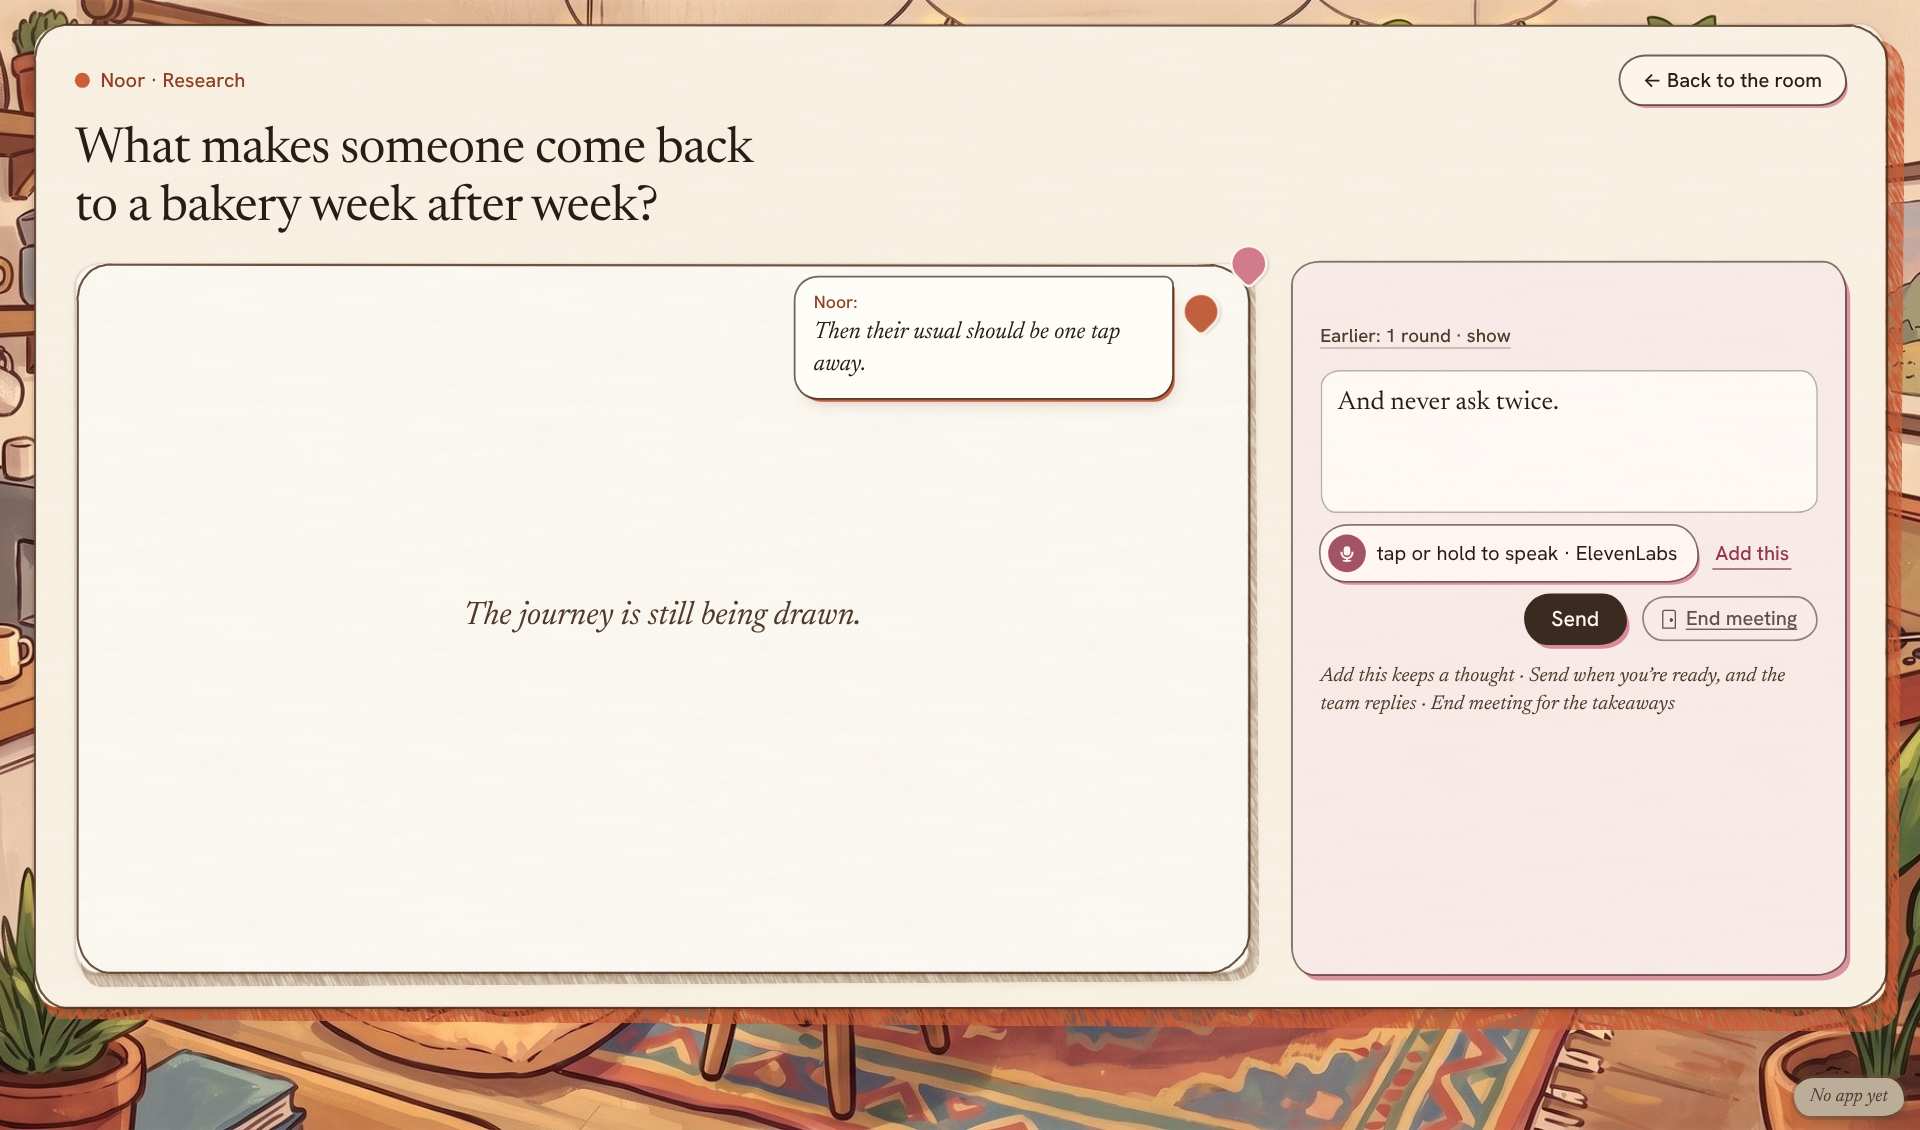 Noor · Research
← Back to the room
What makes someone come back
to a bakery week after week?
Noor:
Then their usual should be one tap
away.
The journey is still being drawn.
Earlier: 1 round · show
And never ask twice.
tap or hold to speak · ElevenLabs
Add this
Send
End meeting
Add this keeps a thought · Send when you’re ready, and the
team replies · End meeting for the takeaways
No app yet